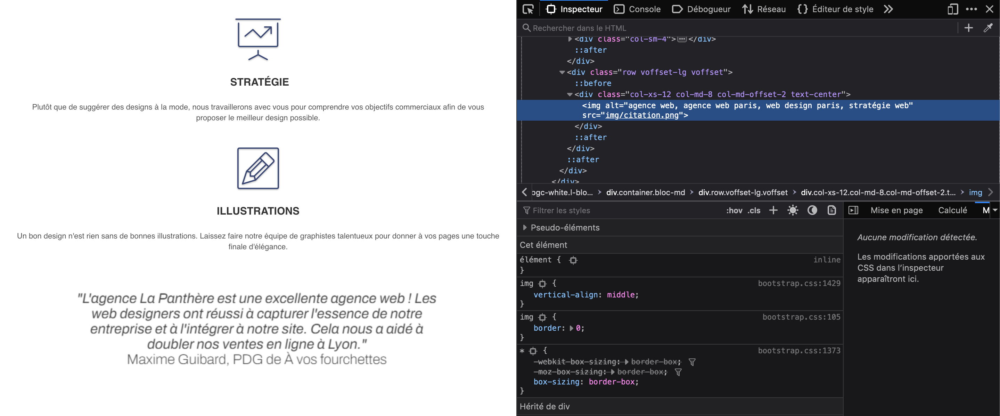 STRATÉGIE
Plutôt que de suggérer des designs à la mode, nous travaillerons avec vous pour comprendre vos objectifs commerciaux afin de vous
proposer le meilleur design possible.
ILLUSTRATIONS
Un bon design n'est rien sans de bonnes illustrations. Laissez faire notre équipe de graphistes talentueux pour donner à vos pages une touche
finale d'élégance.
"L'agence La Panthère est une excellente agence web ! Les
web designers ont réussi à capturer l'essence de notre
entreprise et à l'intégrer à notre site. Cela nous a aidé à
doubler nos ventes en ligne à Lyon."
Maxime Guibard, PDG de À vos fourchettes
Inspecteur Console Débogueur Réseau Éditeur de style
Rechercher dans le HTML
<div class="col-sm-4"></div>
::after
</div>
<div class="row voffset-lg voffset">
::before
<div class="col-xs-12 col-md-8 col-md-offset-2 text-center">
<img alt="agence web, agence web paris, web design paris, stratégie web"
src="img/citation.png">
</div>
::after
</div>
::after
</div>
</div>
ogc-white.l-blo... div.container.bloc-md div.row.voffset-lg.voffset div.col-xs-12.col-md-8.col-md-offset-2.t... img
Filtrer les styles :hov .cls
Pseudo-éléments
Cet élément
élément { inline
}
img { bootstrap.css:1429
vertical-align: middle;
}
img { bootstrap.css:105
border: 0;
}
* { bootstrap.css:1373
-webkit-box-sizing: border-box;
-moz-box-sizing: border-box;
box-sizing: border-box;
}
Hérité de div
Mise en page Calculé M
Aucune modification détectée.
Les modifications apportées aux
CSS dans l’inspecteur
apparaîtront ici.